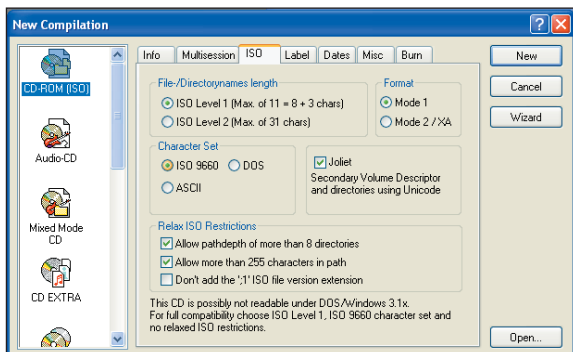 New Compilation
CD-ROM (ISO)
Audio-CD
Mixed Mode
CD
CD EXTRA
Info Multisession ISO Label Dates Misc Burn
File-/Directorynames length
ISO Level 1 (Max. of 11 = 8 + 3 chars)
ISO Level 2 (Max. of 31 chars)
Format
Mode 1
Mode 2 / XA
Character Set
ISO 9660 DOS
ASCII
Joliet
Secondary Volume Descriptor
and directories using Unicode
Relax ISO Restrictions
Allow pathdepth of more than 8 directories
Allow more than 255 characters in path
Don't add the ';1' ISO file version extension
This CD is possibly not readable under DOS/Windows 3.1x.
For full compatibility choose ISO Level 1, ISO 9660 character set and
no relaxed ISO restrictions.
New
Cancel
Wizard
Open...